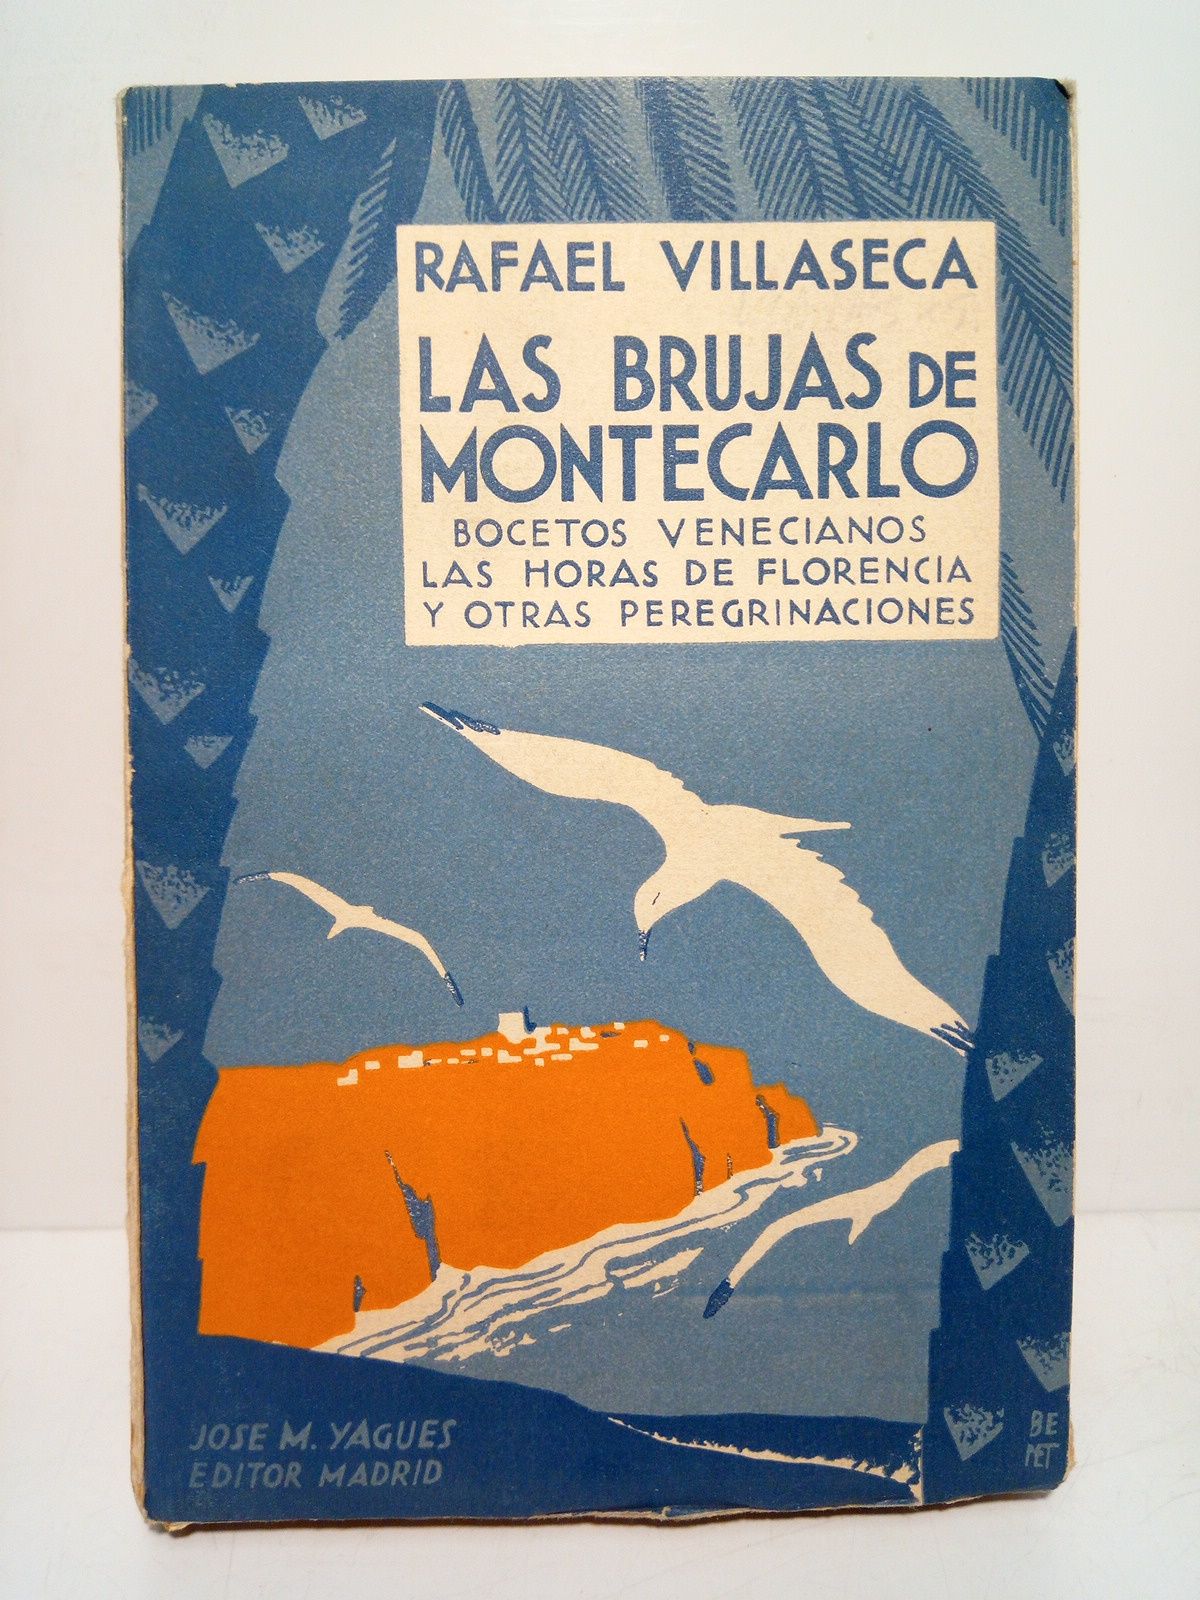 RAFAEL VILLASECA
LAS BRUJAS DE
MONTECARLO
BOCETOS VENECIANOS
LAS HORAS DE FLORENCIA
Y OTRAS PEREGRINACIONES
JOSE M. YAGUES
EDITOR MADRID
BE
MET